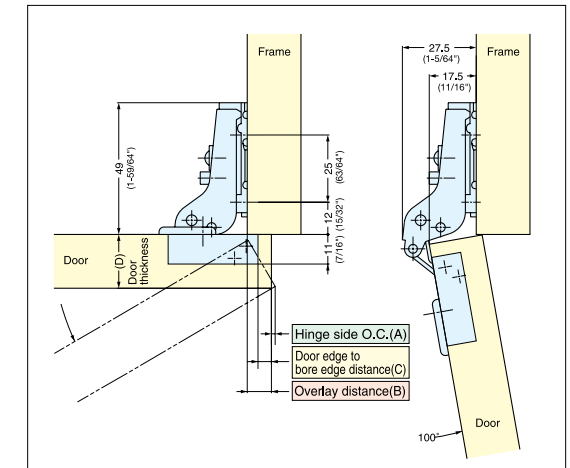 Frame
27.5
(1-5/64")
Frame
17.5
(11/16")
49
(1-59/64")
25
(63/64")
12
(15/32")
11
(7/16")
Door
(D)
Door
thickness
Hinge side O.C.(A)
Door edge to
bore edge distance(C)
Overlay distance(B)
Door
100°